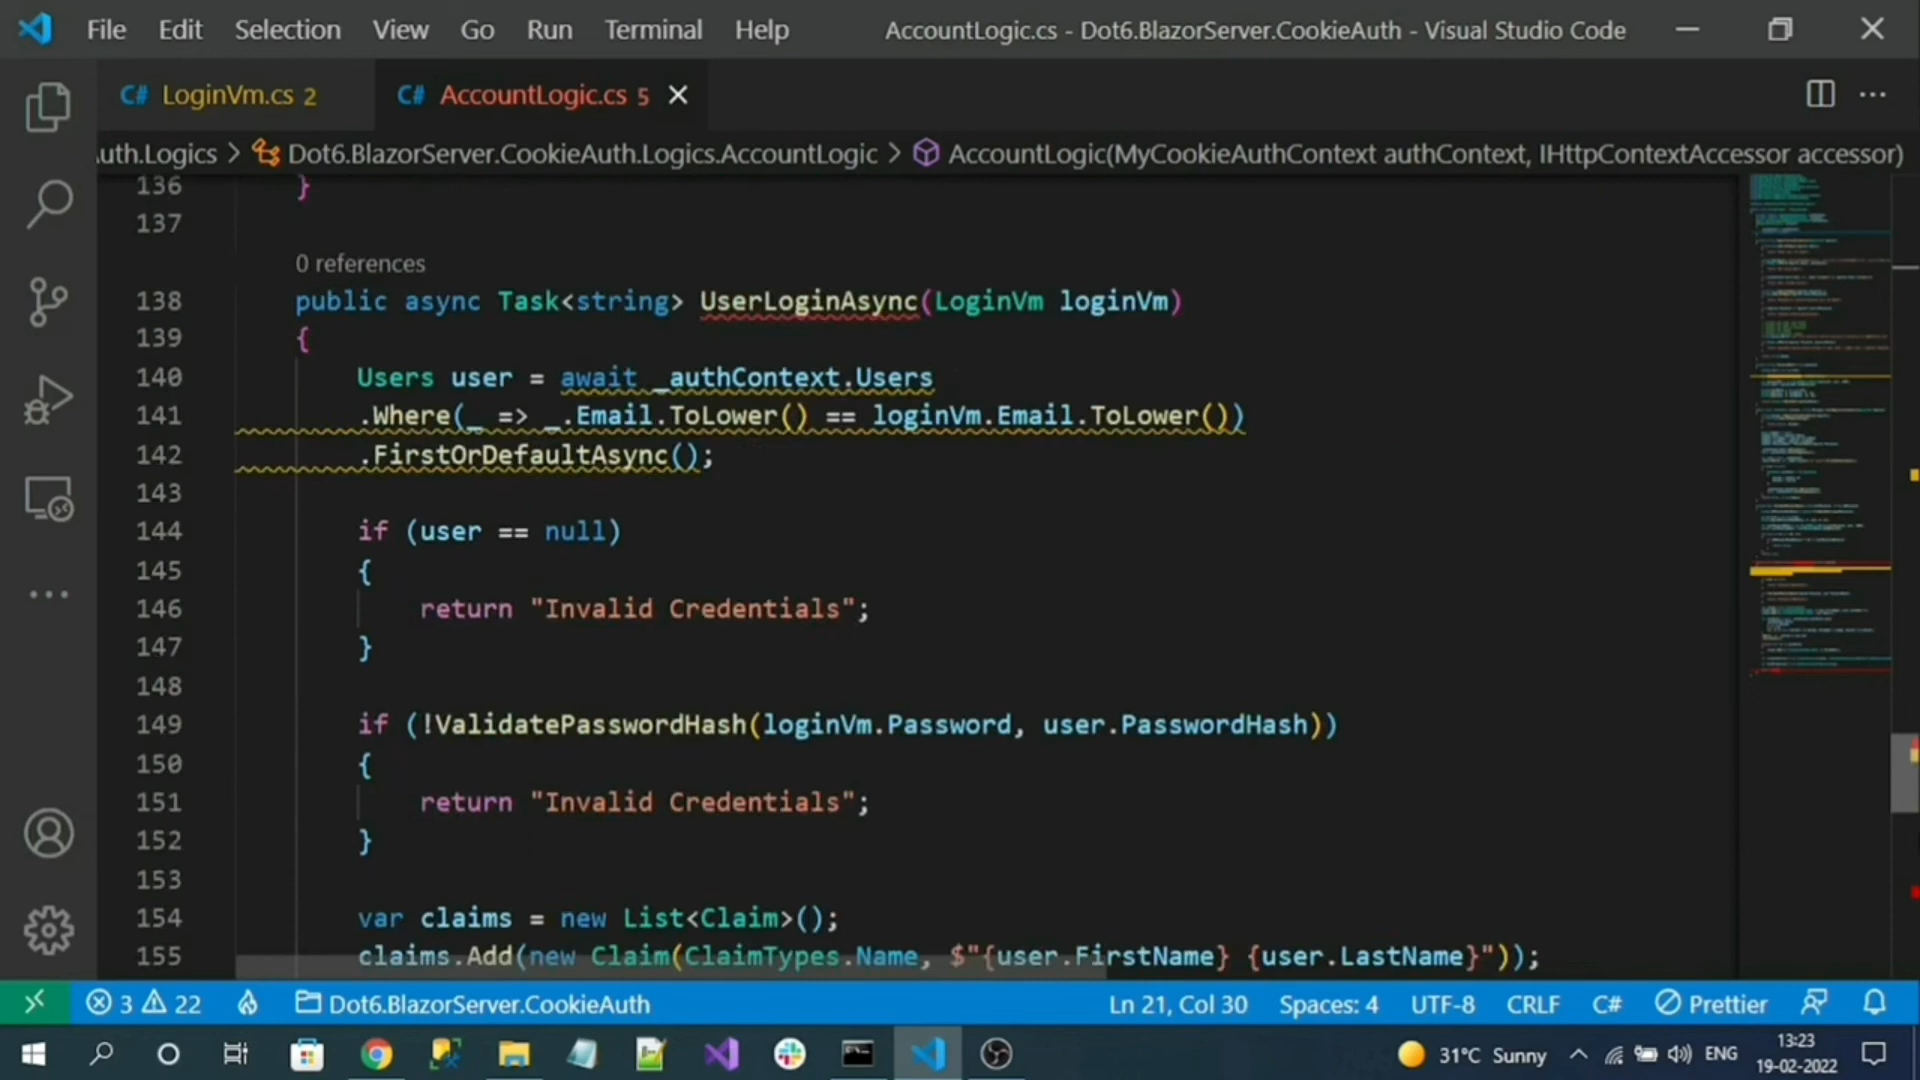 File Edit Selection View Go Run Terminal Help AccountLogic.cs - Dot6.BlazorServer.CookieAuth - Visual Studio Code
C# LoginVm.cs 2 C# AccountLogic.cs 5
uth.Logics > Dot6.BlazorServer.CookieAuth.Logics.AccountLogic > AccountLogic(MyCookieAuthContext authContext, IHttpContextAccessor accessor)
136 }
137
0 references
138 public async Task<string> UserLoginAsync(LoginVm loginVm)
139 {
140 Users user = await _authContext.Users
141 .Where(_ => _.Email.ToLower() == loginVm.Email.ToLower())
142 .FirstOrDefaultAsync();
143
144 if (user == null)
145 {
146 return "Invalid Credentials";
147 }
148
149 if (!ValidatePasswordHash(loginVm.Password, user.PasswordHash))
150 {
151 return "Invalid Credentials";
152 }
153
154 var claims = new List<Claim>();
155 claims.Add(new Claim(ClaimTypes.Name, $"{user.FirstName} {user.LastName}"));
3 22 Dot6.BlazorServer.CookieAuth Ln 21, Col 30 Spaces: 4 UTF-8 CRLF C# Prettier
31°C Sunny ENG 13:23
19-02-2022